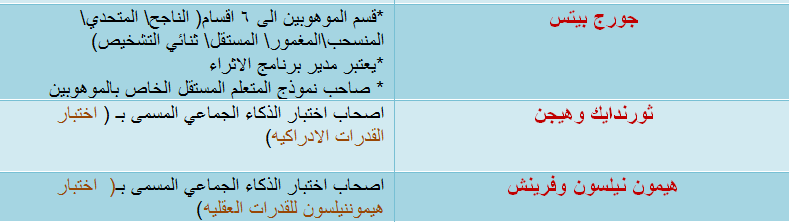 جورج بيتس
*قسم الموهوبين الى ٦ اقسام( الناجح\ المتحدي\
المنسحب\المغمور\ المستقل\ ثنائي التشخيص)
*يعتبر مدير برنامج الاثراء
* صاحب نموذج المتعلم المستقل الخاص بالموهوبين
ثورندايك وهيجن
اصحاب اختبار الذكاء الجماعي المسمى بـ ( اختبار
القدرات الادراكيه)
هيمون نيلسون وفرينش
اصحاب اختبار الذكاء الجماعي المسمى بـ( اختبار
هيموننيلسون للقدرات العقليه)